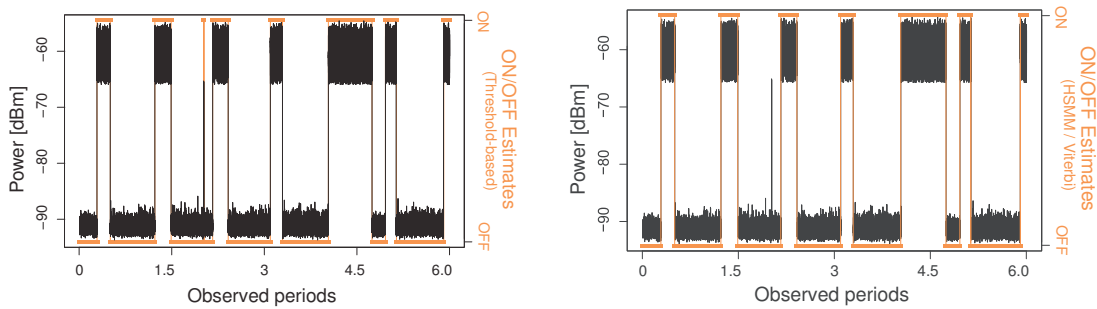 Power [dBm]
−60
−70
−80
−90
0
1.5
3
4.5
6.0
Observed periods
ON
OFF
ON/OFF Estimates
(Threshold-based)
Power [dBm]
−60
−70
−80
−90
0
1.5
3
4.5
6.0
Observed periods
ON
OFF
ON/OFF Estimates
(HSMM / Viterbi)